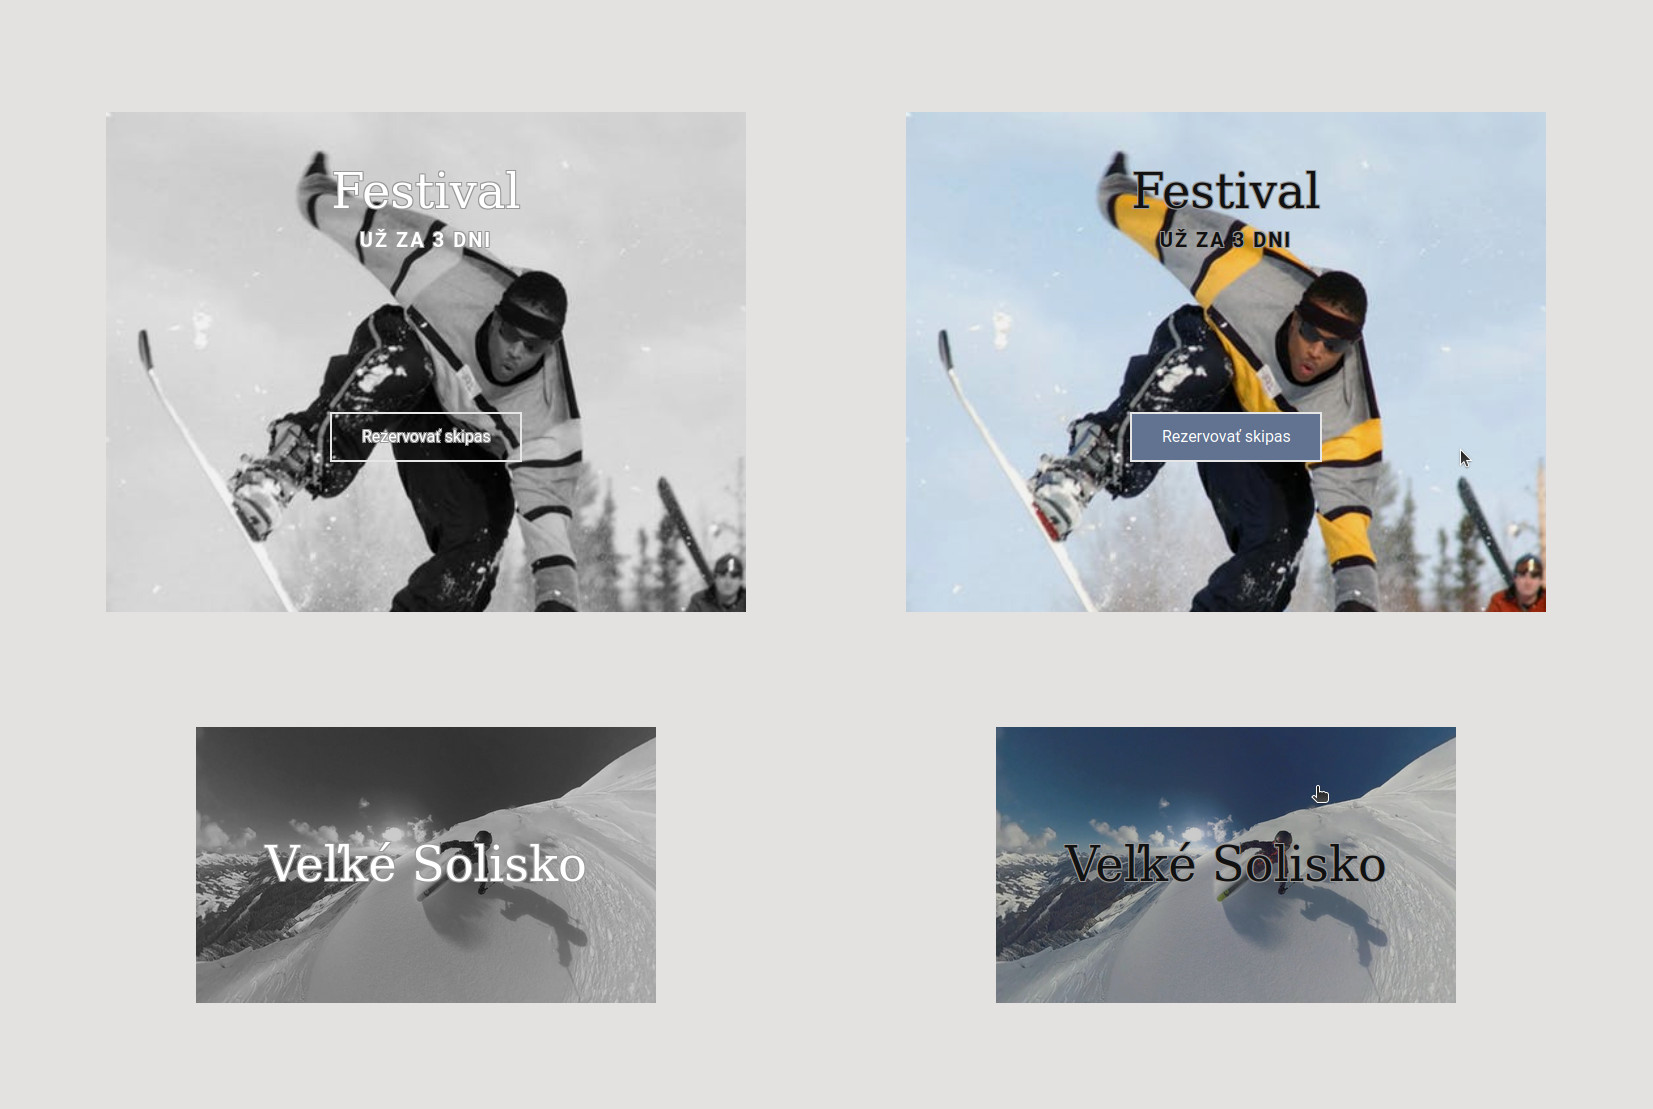 Festival
UŽ ZA 3 DNI
Rezervovať skipas
Festival
UŽ ZA 3 DNI
Rezervovať skipas
Veľké Solisko
Veľké Solisko